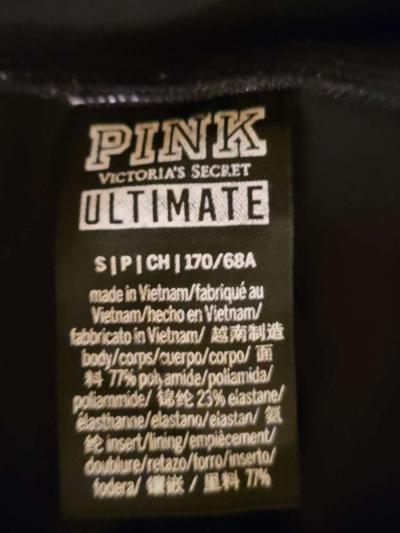 PINK
VICTORIA'S SECRET
ULTIMATE
S | P | CH | 170/68A
made in Vietnam/fabriqué au
Vietnam/hecho en Vietnam/
fabbricato in Vietnam/ 越南制造
body/corps/cuerpo/corpo/ 面
料 77% polyamide/poliamida/
poliammide/ 锦纶 23% elastane/
élasthanne/elastano/elastan/ 氨
纶 insert/lining/empiècement/
doublure/retazo/forro/inserto/
fodera/ 镶嵌 / 里料 77%